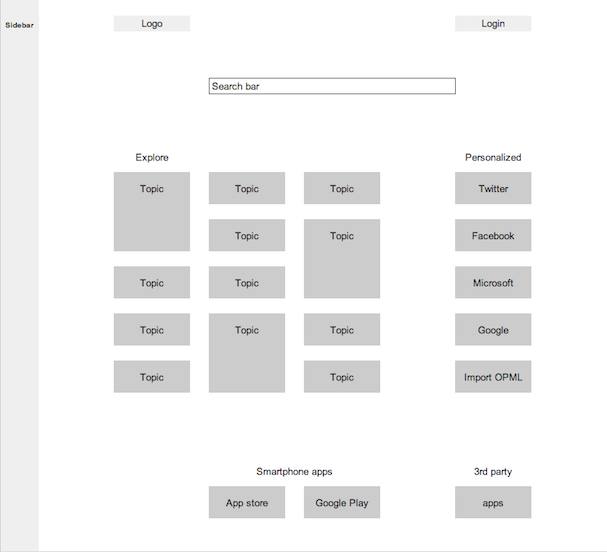 Sidebar
Logo
Login
Search bar
Explore
Personalized
Topic
Topic
Topic
Twitter
Topic
Topic
Facebook
Topic
Topic
Microsoft
Topic
Topic
Topic
Google
Topic
Topic
Import OPML
Smartphone apps
3rd party
App store
Google Play
apps